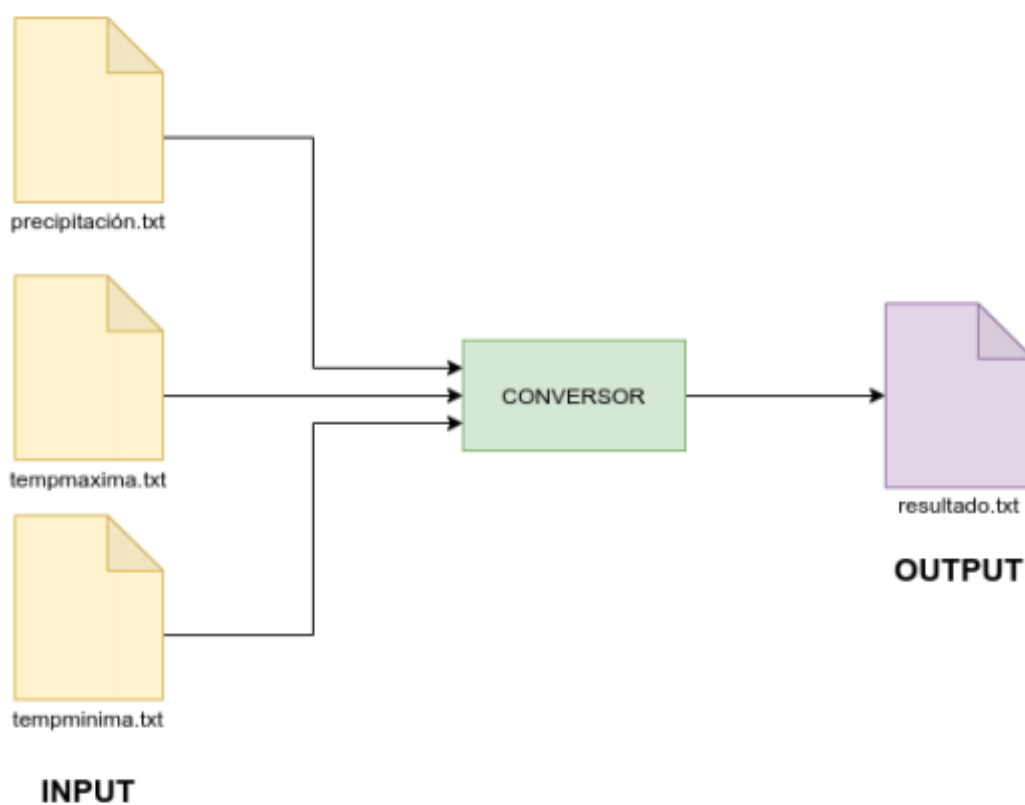 precipitación.txt
tempmaxima.txt
CONVERSOR
resultado.txt
OUTPUT
tempminima.txt
INPUT